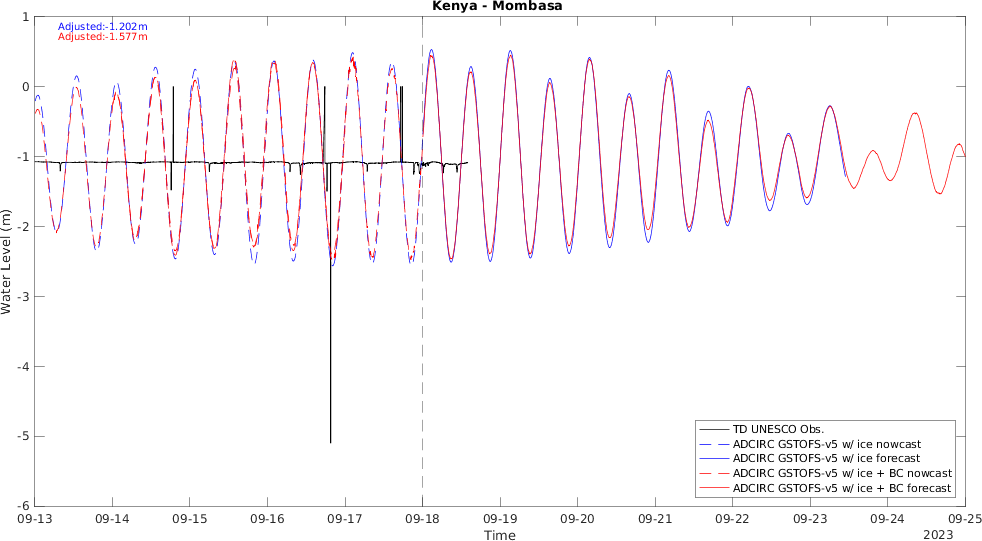 Kenya - Mombasa
Adjusted:-1.202m
Adjusted:-1.577m
1
0
-1
-2
-3
-4
-5
-6
Water Level (m)
TD UNESCO Obs.
ADCIRC GSTOFS-v5 w/ ice nowcast
ADCIRC GSTOFS-v5 w/ ice forecast
ADCIRC GSTOFS-v5 w/ ice + BC nowcast
ADCIRC GSTOFS-v5 w/ ice + BC forecast
09-13 09-14 09-15 09-16 09-17 09-18 09-19 09-20 09-21 09-22 09-23 09-24 09-25
Time
2023